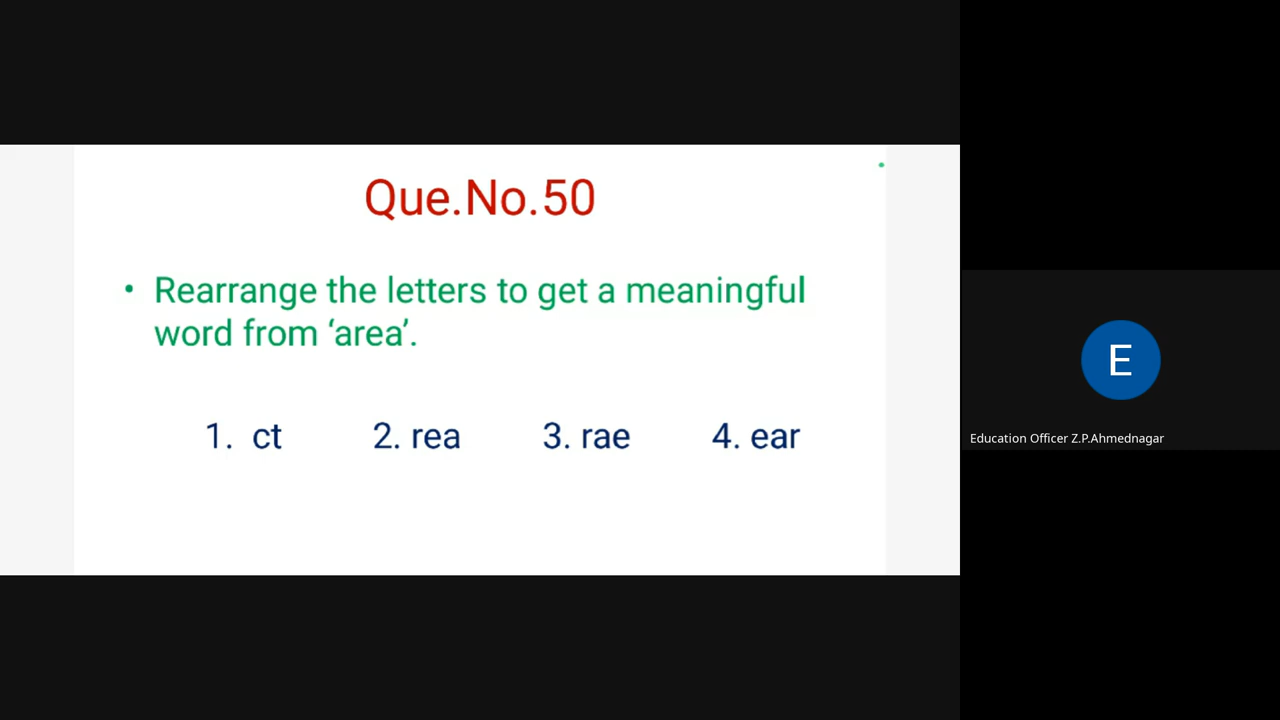 Que.No.50
• Rearrange the letters to get a meaningful
word from ‘area’.
1. ct 2. rea 3. rae 4. ear
E
Education Officer Z.P.Ahmednagar